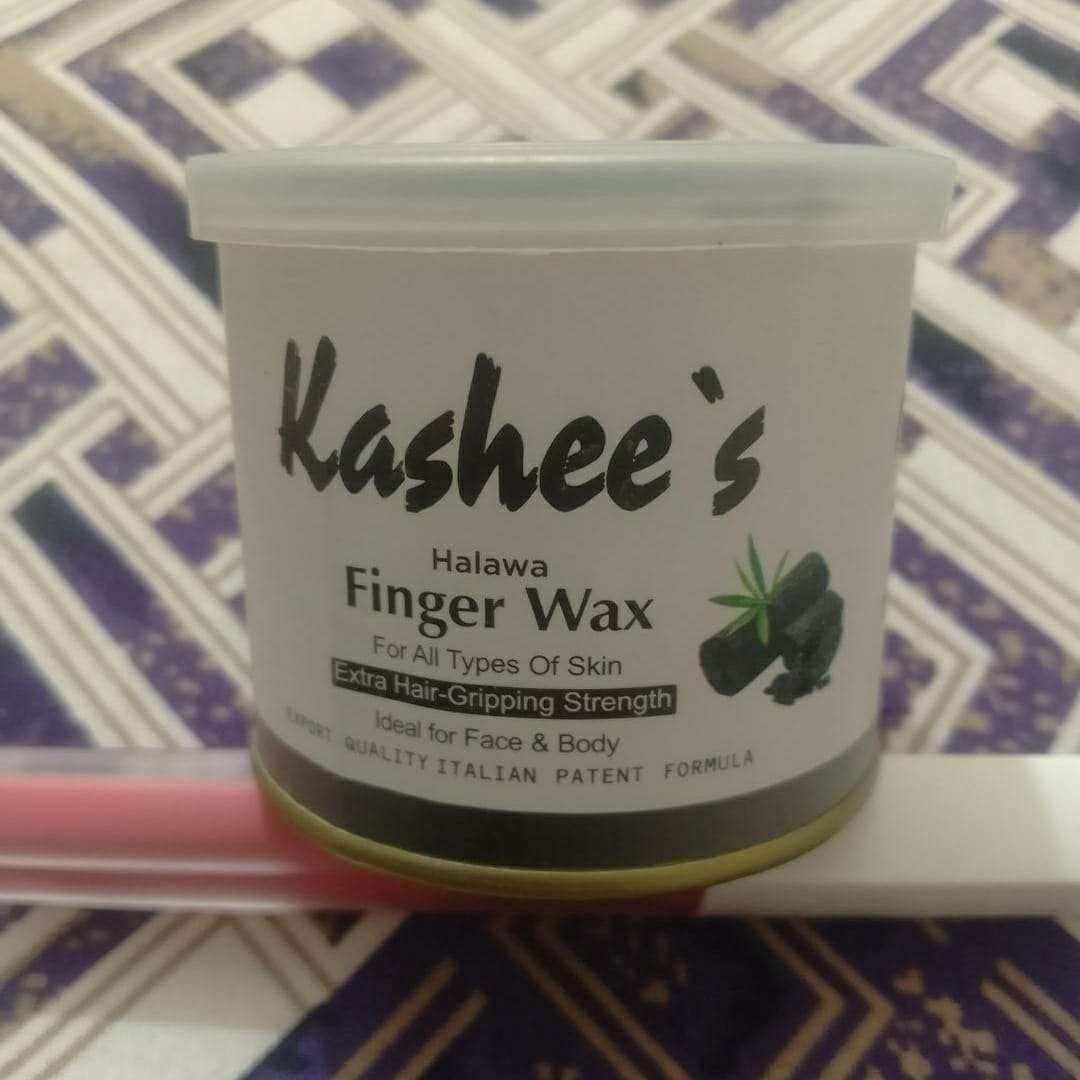 Kashee`s
Halawa
Finger Wax
For All Types Of Skin
Extra Hair-Gripping Strength
Ideal for Face & Body
EXPORT QUALITY ITALIAN PATENT FORMULA